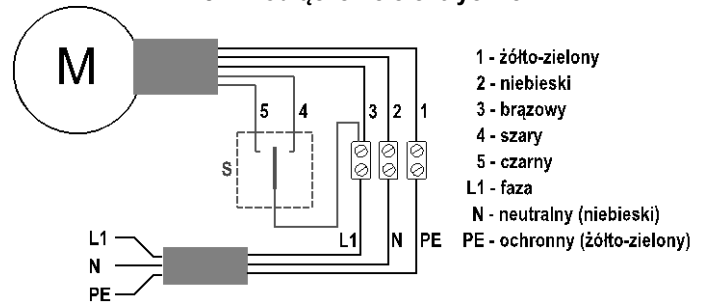 M
1 - żółto-zielony
2 - niebieski
3 - brązowy
4 - szary
5 - czarny
L1 - faza
N - neutralny (niebieski)
PE - ochronny (żółto-zielony)
5 4 3 2 1
S
L1 N PE
L1
N
PE